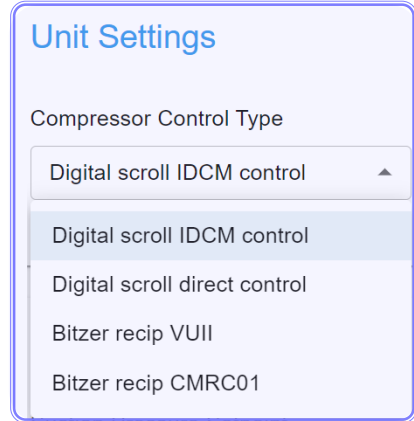 Unit Settings
Compressor Control Type
Digital scroll IDCM control
Digital scroll IDCM control
Digital scroll direct control
Bitzer recip VUII
Bitzer recip CMRC01